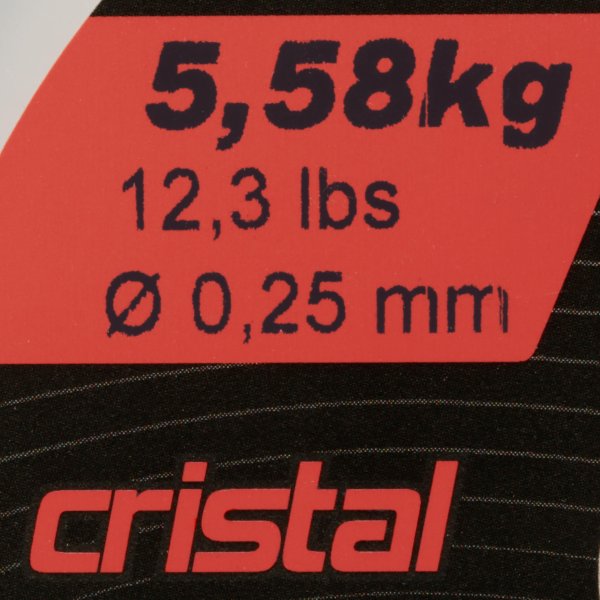 5,58kg
12,3 lbs
Ø 0,25 mm
cristal